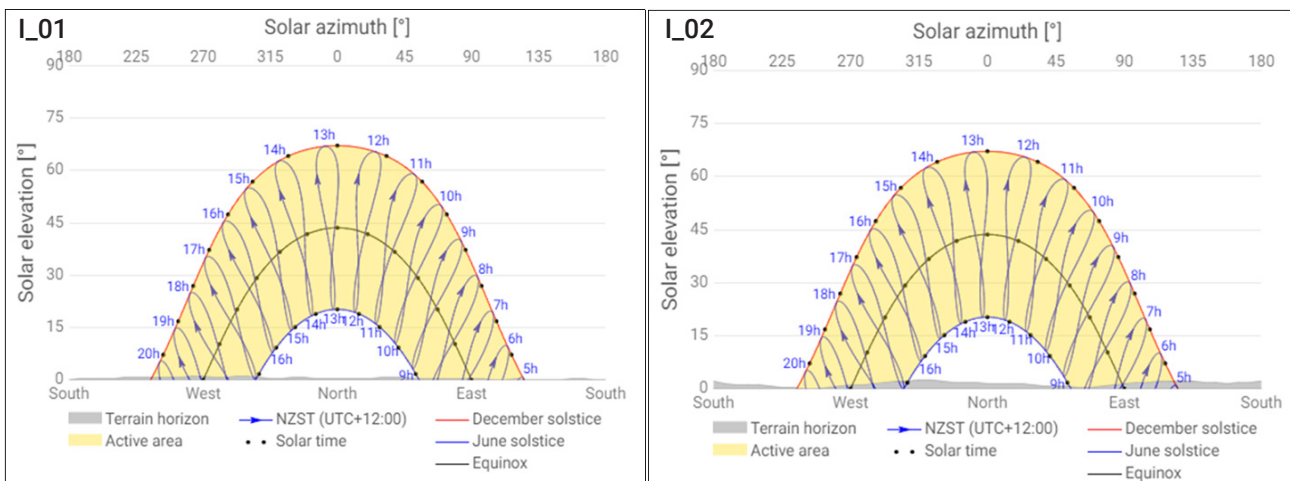 I_01
Solar azimuth [°]
180 225 270 315 0 45 90 135 180
90
75
60
45
30
15
0
Solar elevation [°]
13h
14h 12h
15h 11h
16h 10h
17h 9h
18h 8h
19h 7h
20h 6h
5h
16h 15h 14h 13h 12h 11h 10h 9h
South West North East South
Terrain horizon NZST (UTC+12:00) December solstice
Active area Solar time June solstice
Equinox
I_02
Solar azimuth [°]
180 225 270 315 0 45 90 135 180
90
75
60
45
30
15
0
Solar elevation [°]
13h
14h 12h
15h 11h
16h 10h
17h 9h
18h 8h
19h 7h
20h 6h
5h
16h 15h 14h 13h 12h 11h 10h 9h
South West North East South
Terrain horizon NZST (UTC+12:00) December solstice
Active area Solar time June solstice
Equinox